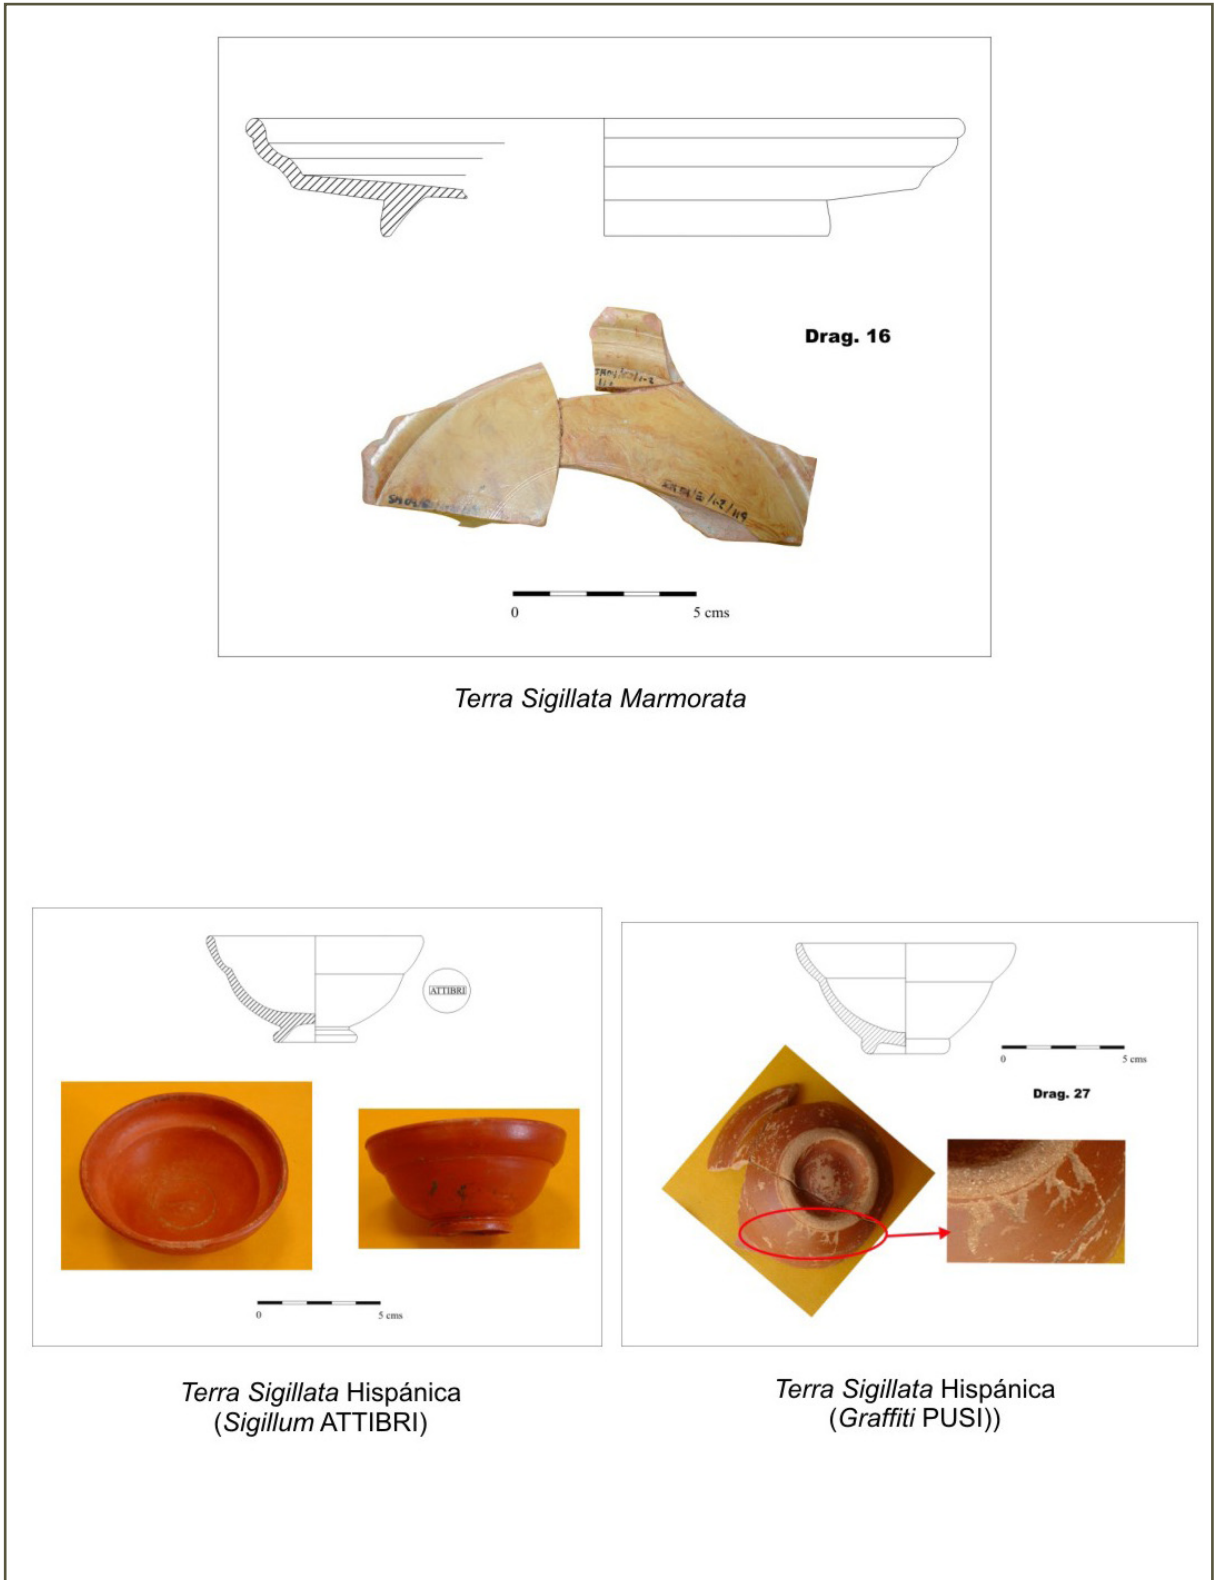 Drag. 16
0 5 cms
Terra Sigillata Marmorata
ATTIBRI
0 5 cms
Terra Sigillata Hispánica
(Sigillum ATTIBRI)
0 5 cms
Drag. 27
Terra Sigillata Hispánica
(Graffiti PUSI))